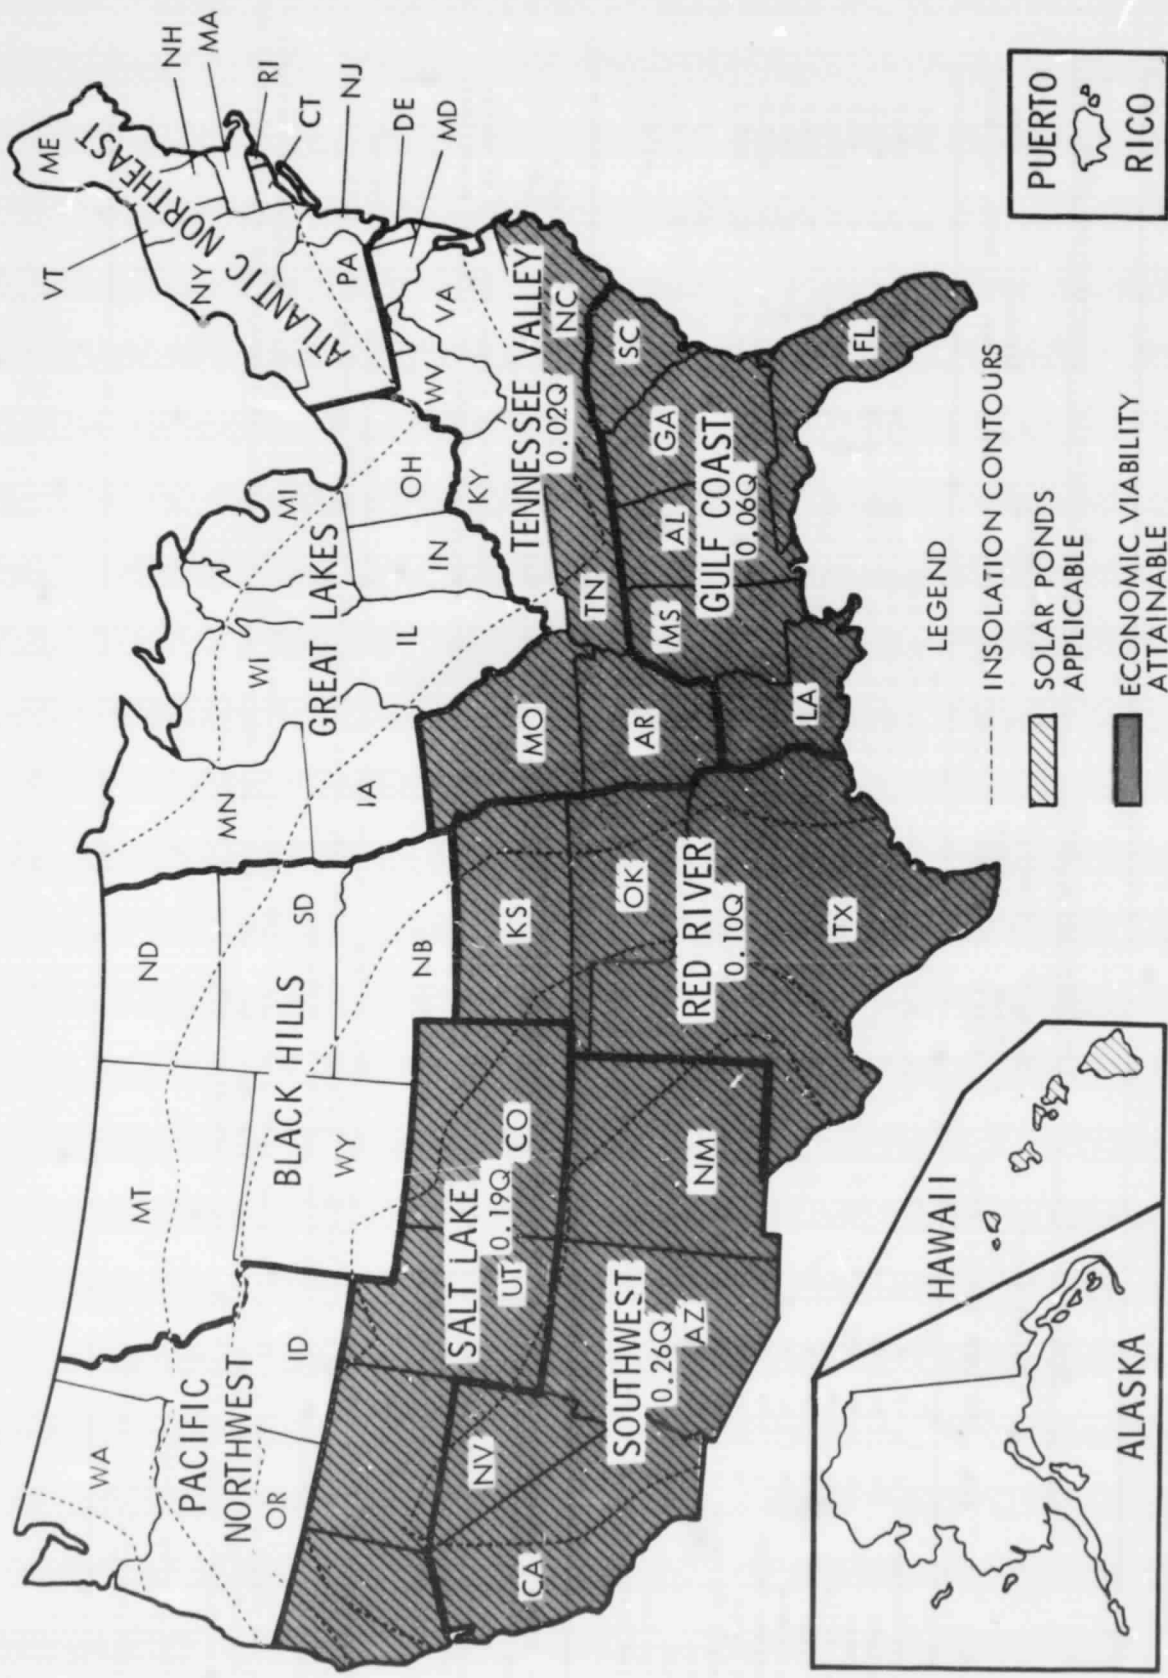 WA
MT
ND
MN
PACIFIC
NORTHWEST
OR
ID
BLACK HILLS
SD
WY
NB
WI
MI
GREAT LAKES
IA
IL
IN
OH
VT
ME
NH
MA
RI
CT
NJ
DE
MD
NY
PA
ATLANTIC NORTHEAST
WV
VA
KY
SALT LAKE
0.19Q
UT
CO
NV
CA
SOUTHWEST
0.26Q
AZ
NM
KS
OK
RED RIVER
0.10Q
TX
MO
AR
LA
TENNESSEE VALLEY
0.02Q
TN
NC
SC
MS
AL
GA
GULF COAST
0.06Q
FL
ALASKA
HAWAII
PUERTO
RICO
LEGEND
INSOLATION CONTOURS
SOLAR PONDS
APPLICABLE
ECONOMIC VIABILITY
ATTAINABLE